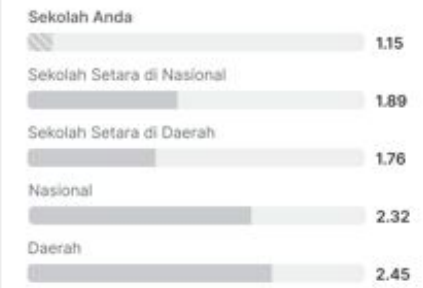 Sekolah Anda
1.15
Sekolah Setara di Nasional
1.89
Sekolah Setara di Daerah
1.76
Nasional
2.32
Daerah
2.45